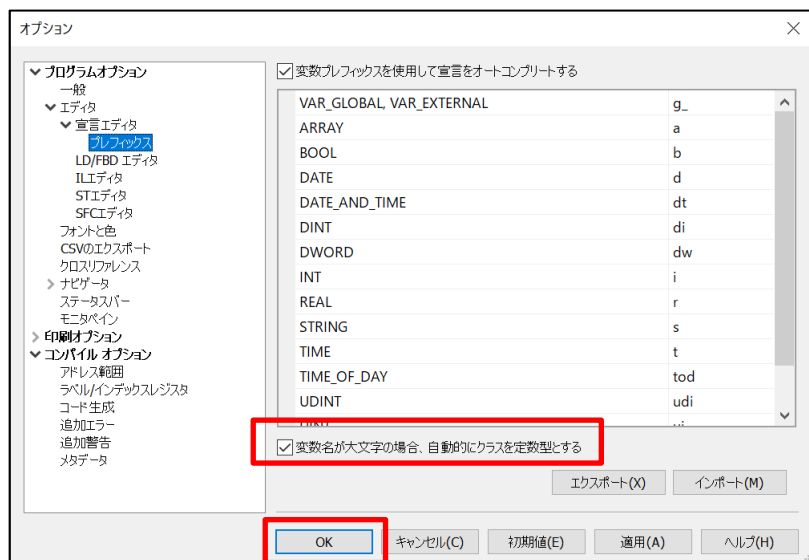 オプション
プログラムオプション
一般
エディタ
宣言エディタ
プレフィックス
LD/FBD エディタ
ILエディタ
STエディタ
SFCエディタ
フォントと色
CSVのエクスポート
クロスリファレンス
ナビゲータ
ステータスバー
モニタペイン
印刷オプション
コンパイル オプション
アドレス範囲
ラベル/インデックスレジスタ
コード生成
追加エラー
追加警告
メタデータ
変数プレフィックスを使用して宣言をオートコンプリートする
VAR_GLOBAL, VAR_EXTERNAL g_
ARRAY a
BOOL b
DATE d
DATE_AND_TIME dt
DINT di
DWORD dw
INT i
REAL r
STRING s
TIME t
TIME_OF_DAY tod
UDINT udi
変数名が大文字の場合、自動的にクラスを定数型とする
エクスポート(X) インポート(M)
OK キャンセル(C) 初期値(E) 適用(A) ヘルプ(H)